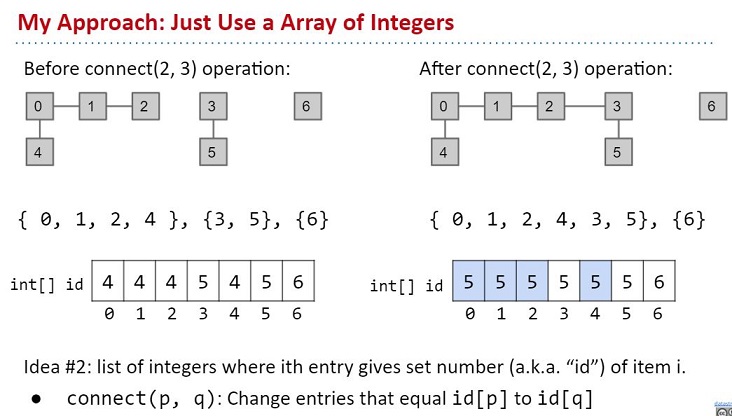 My Approach: Just Use a Array of Integers
Before connect(2, 3) operation:
0 1 2 3 6
4 5
{ 0, 1, 2, 4 }, {3, 5}, {6}
int[] id 4 4 4 5 4 5 6
0 1 2 3 4 5 6
After connect(2, 3) operation:
0 1 2 3 6
4 5
{ 0, 1, 2, 4, 3, 5}, {6}
int[] id 5 5 5 5 5 5 6
0 1 2 3 4 5 6
Idea #2: list of integers where ith entry gives set number (a.k.a. “id”) of item i.
● connect(p, q): Change entries that equal id[p] to id[q]